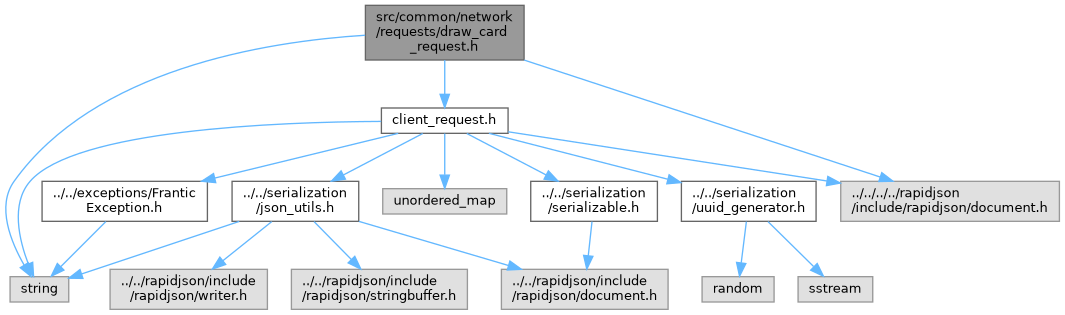 src/common/network
/requests/draw_card
_request.h
client_request.h
../../exceptions/Frantic
Exception.h
../../serialization
/json_utils.h
unordered_map
../../serialization
/serializable.h
../../serialization
/uuid_generator.h
../../../../rapidjson
/include/rapidjson/document.h
string
../../rapidjson/include
/rapidjson/writer.h
../../rapidjson/include
/rapidjson/stringbuffer.h
../../rapidjson/include
/rapidjson/document.h
random
sstream